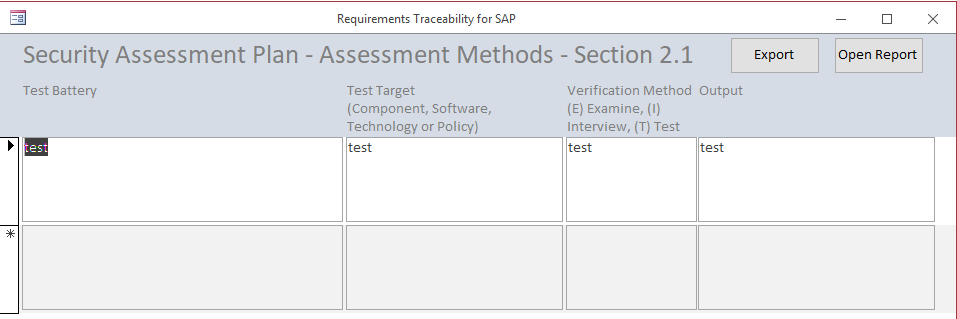 Requirements Traceability for SAP
Security Assessment Plan - Assessment Methods - Section 2.1
Export
Open Report
Test Battery
Test Target
(Component, Software,
Technology or Policy)
Verification Method
(E) Examine, (I)
Interview, (T) Test
Output
test
test
test
test